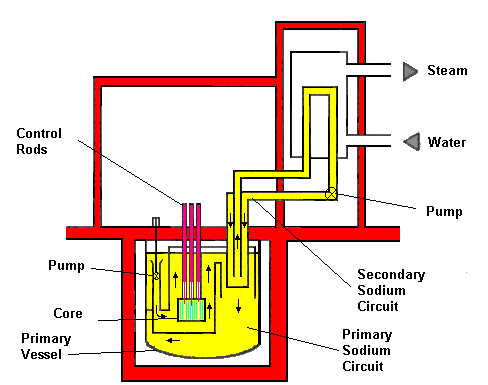 Steam
Control
Rods
Water
Pump
Pump
Secondary
Sodium
Circuit
Core
Primary
Vessel
Primary
Sodium
Circuit